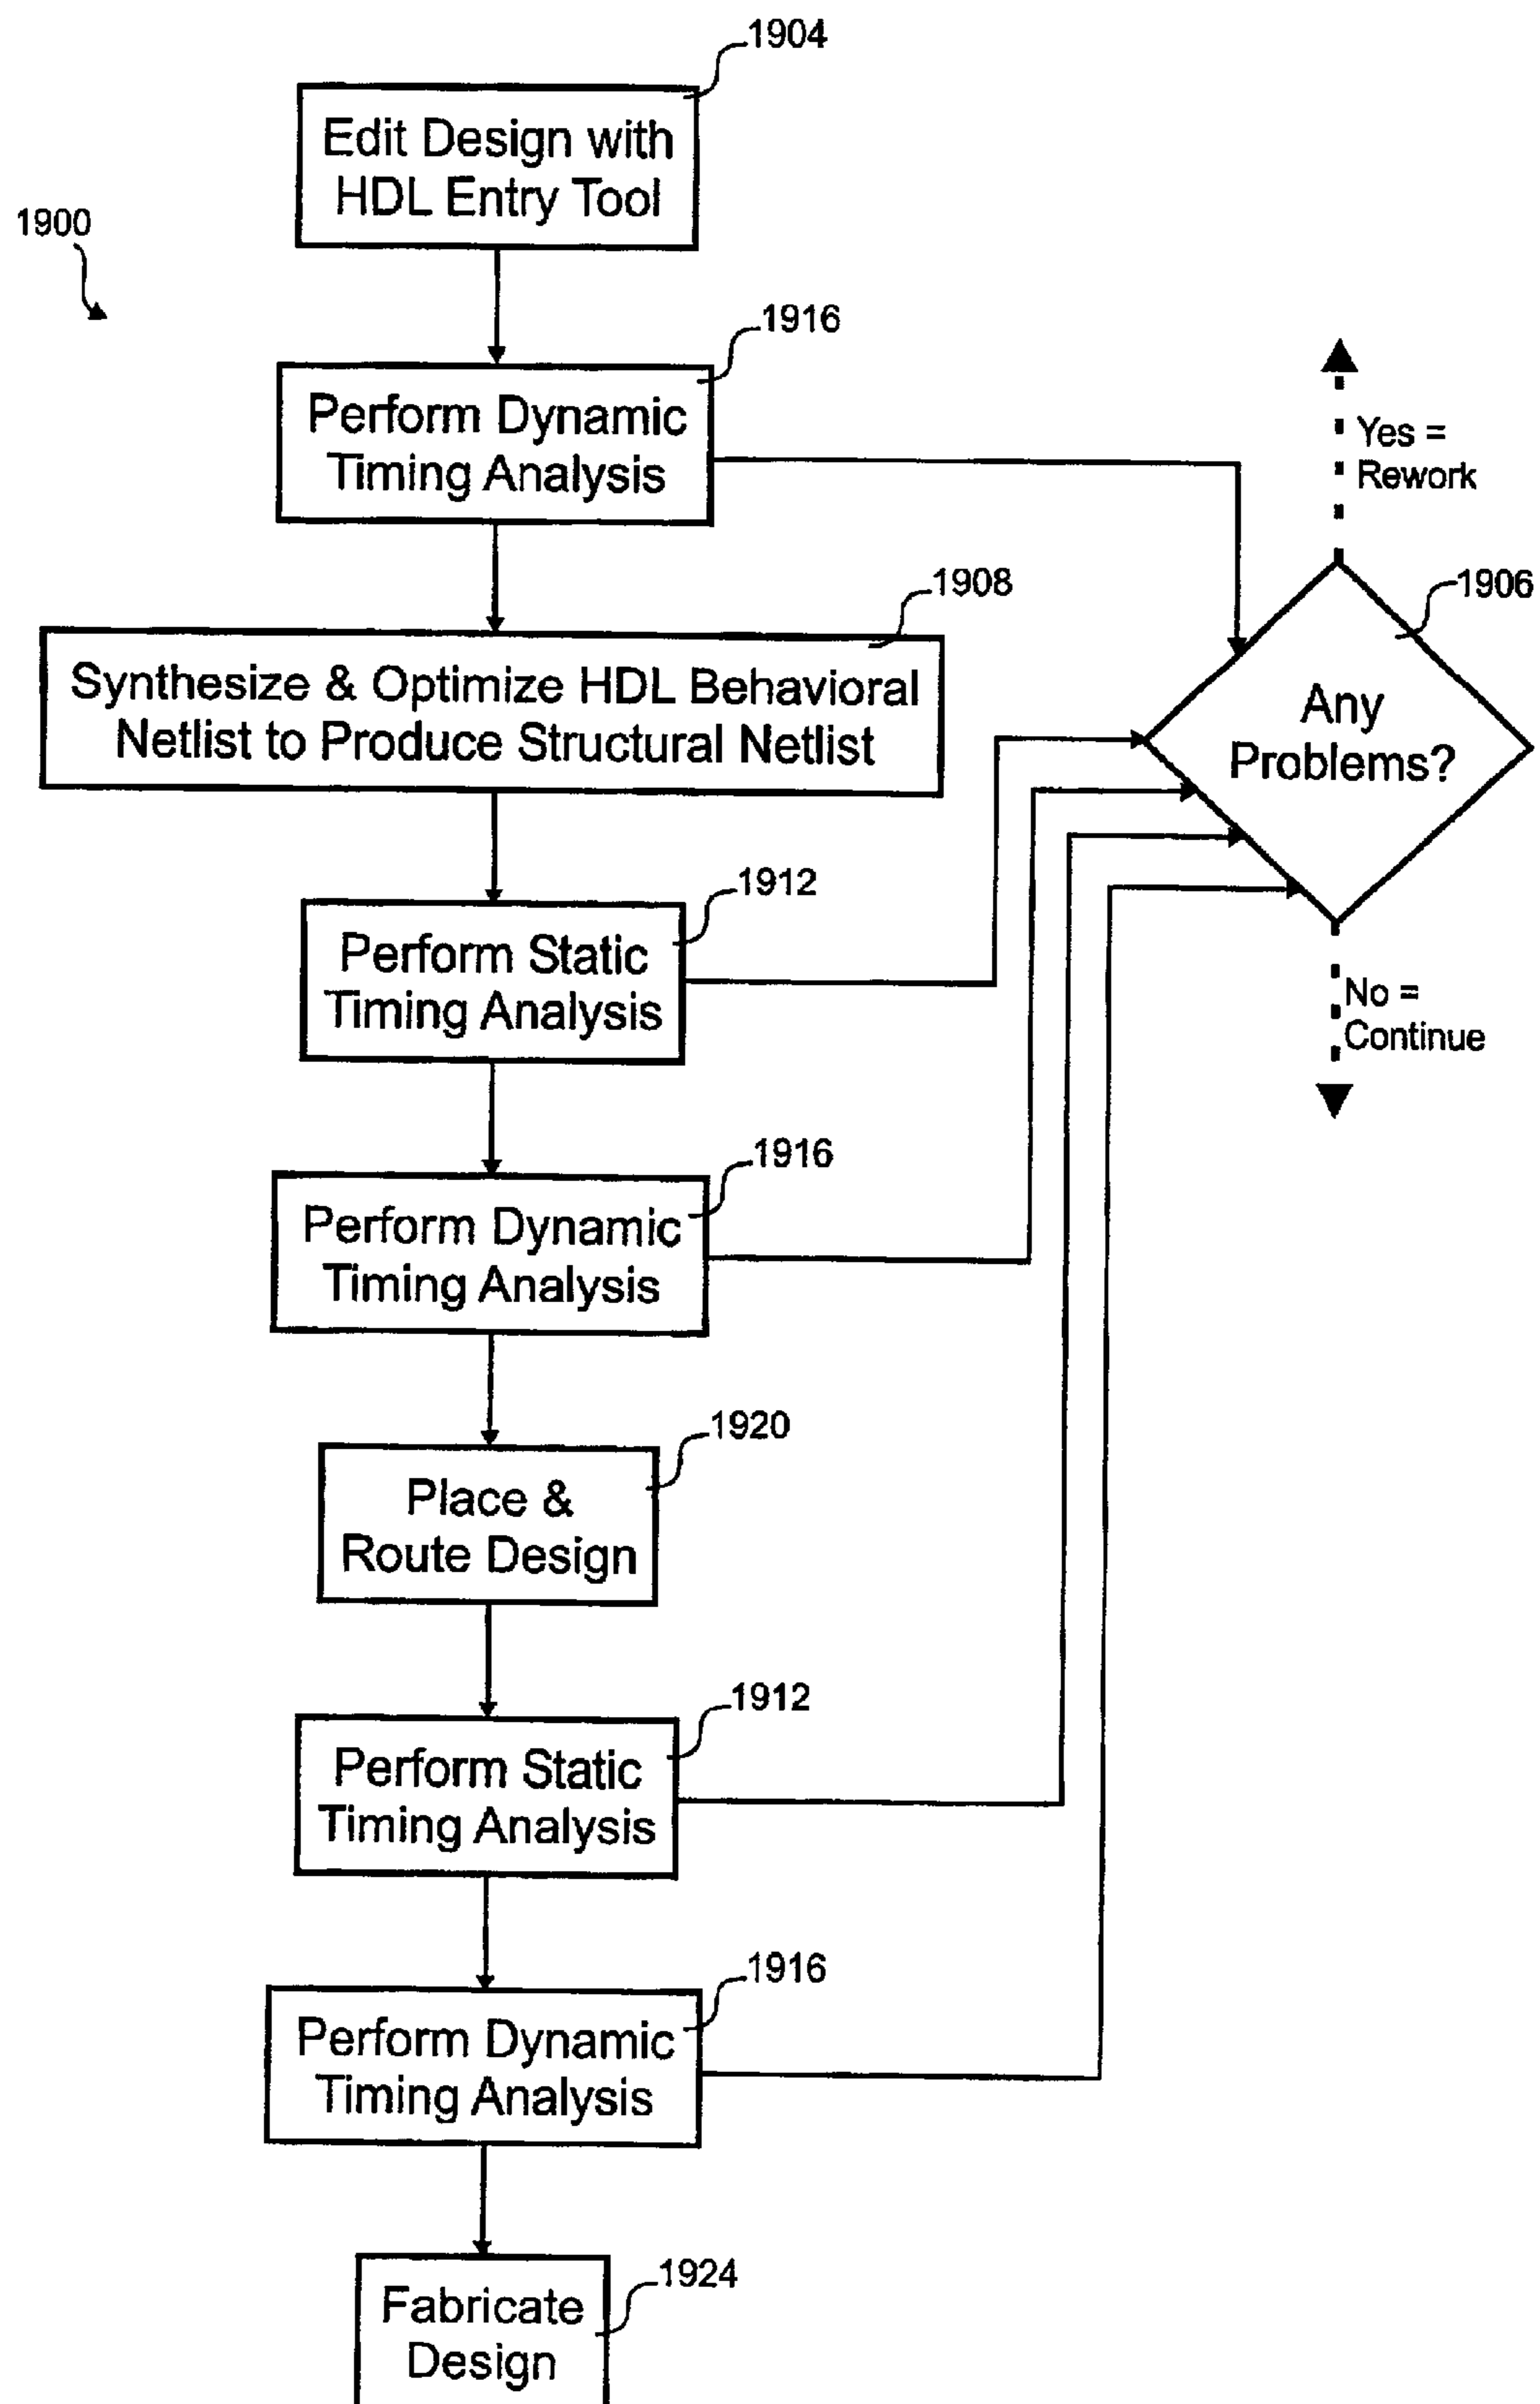 1904
Edit Design with
HDL Entry Tool
1900
1916
Perform Dynamic
Timing Analysis
Yes =
Rework
1908
Synthesize & Optimize HDL Behavioral
Netlist to Produce Structural Netlist
1906
Any
Problems?
1912
Perform Static
Timing Analysis
No =
Continue
1916
Perform Dynamic
Timing Analysis
1920
Place &
Route Design
1912
Perform Static
Timing Analysis
1916
Perform Dynamic
Timing Analysis
1924
Fabricate
Design